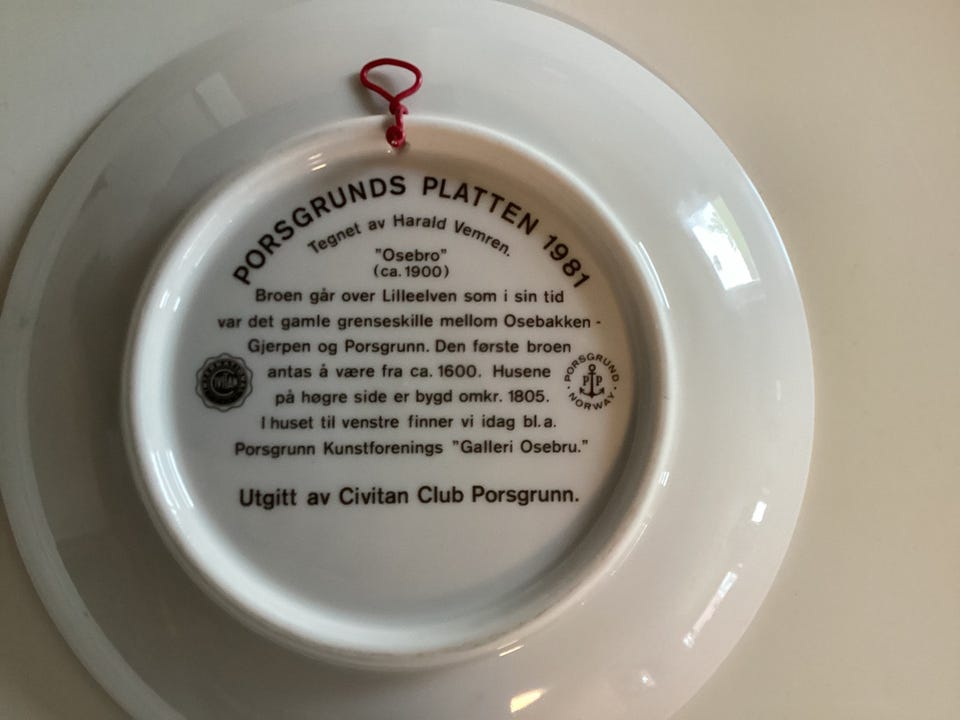 PORSGRUNDS PLATTEN 1981
Tegnet av Harald Vemren.
"Osebro"
(ca. 1900)
Broen går over Lilleelven som i sin tid
var det gamle grenseskille mellom Osebakken -
Gjerpen og Porsgrunn. Den første broen
antas å være fra ca. 1600. Husene
på høgre side er bygd omkr. 1805.
I huset til venstre finner vi idag bl.a.
Porsgrunn Kunstforenings "Galleri Osebru."
Utgitt av Civitan Club Porsgrunn.
CIVITAN
INTERNATIONAL
PORSGRUND
P P
NORWAY